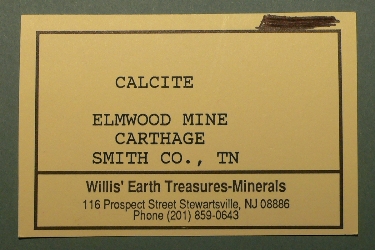 CALCITE
ELMWOOD MINE
CARTHAGE
SMITH CO., TN
Willis' Earth Treasures-Minerals
116 Prospect Street Stewartsville, NJ 08886
Phone (201) 859-0643